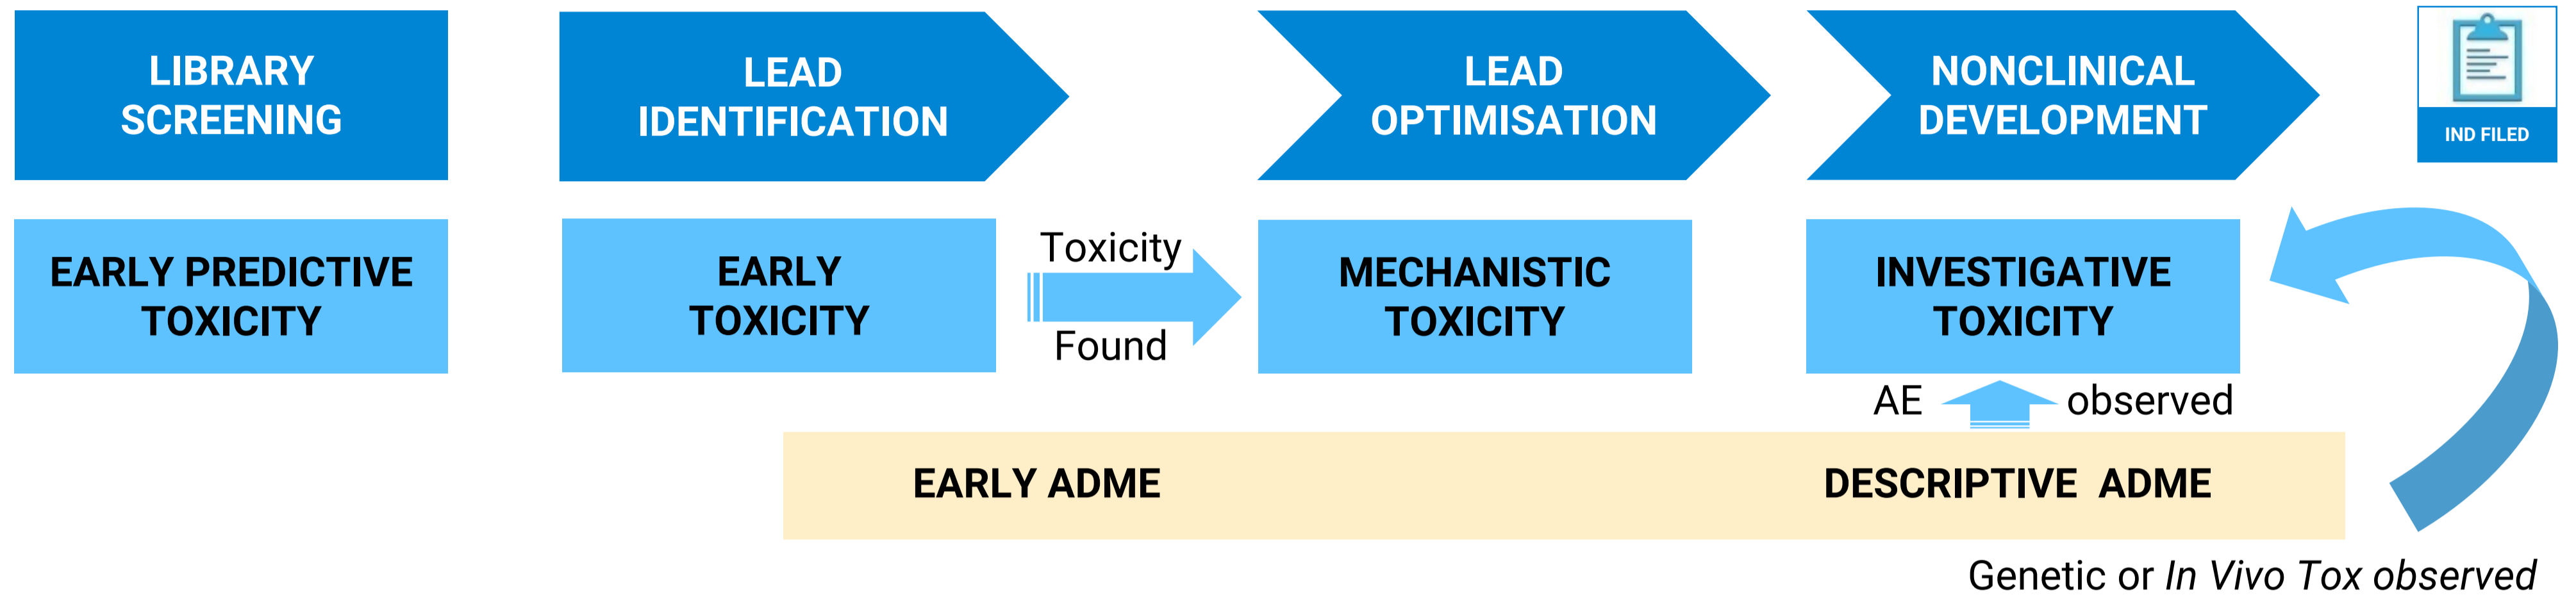 LIBRARY
SCREENING
LEAD
IDENTIFICATION
LEAD
OPTIMISATION
NONCLINICAL
DEVELOPMENT
IND FILED
EARLY PREDICTIVE
TOXICITY
EARLY
TOXICITY
Toxicity
Found
MECHANISTIC
TOXICITY
INVESTIGATIVE
TOXICITY
AE observed
EARLY ADME
DESCRIPTIVE ADME
Genetic or In Vivo Tox observed